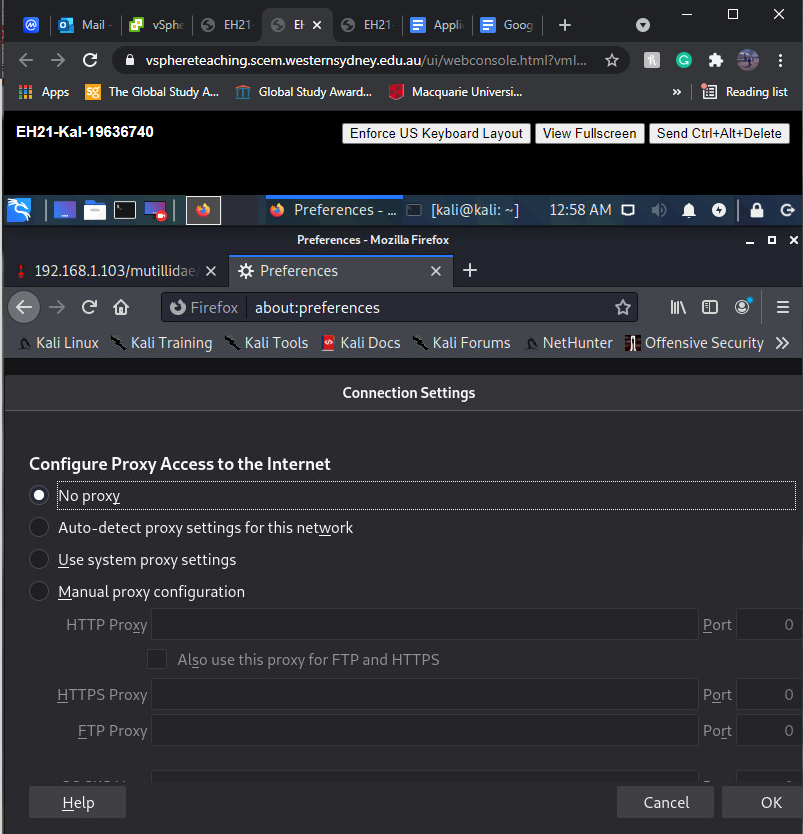 Mail -
vSphe
EH21-
EH
EH21
Appli
Goog
vsphereteaching.scem.westernsydney.edu.au/ui/webconsole.html?vml...
Apps
The Global Study A...
Global Study Award...
Macquarie Universi...
»
Reading list
EH21-Kal-19636740
Enforce US Keyboard Layout
View Fullscreen
Send Ctrl+Alt+Delete
Preferences - ...
[kali@kali: ~]
12:58 AM
Preferences - Mozilla Firefox
192.168.1.103/mutillidae/
Preferences
Firefox
about:preferences
Kali Linux
Kali Training
Kali Tools
Kali Docs
Kali Forums
NetHunter
Offensive Security
Connection Settings
Configure Proxy Access to the Internet
No proxy
Auto-detect proxy settings for this network
Use system proxy settings
Manual proxy configuration
HTTP Proxy
Port
0
Also use this proxy for FTP and HTTPS
HTTPS Proxy
Port
0
FTP Proxy
Port
0
Help
Cancel
OK